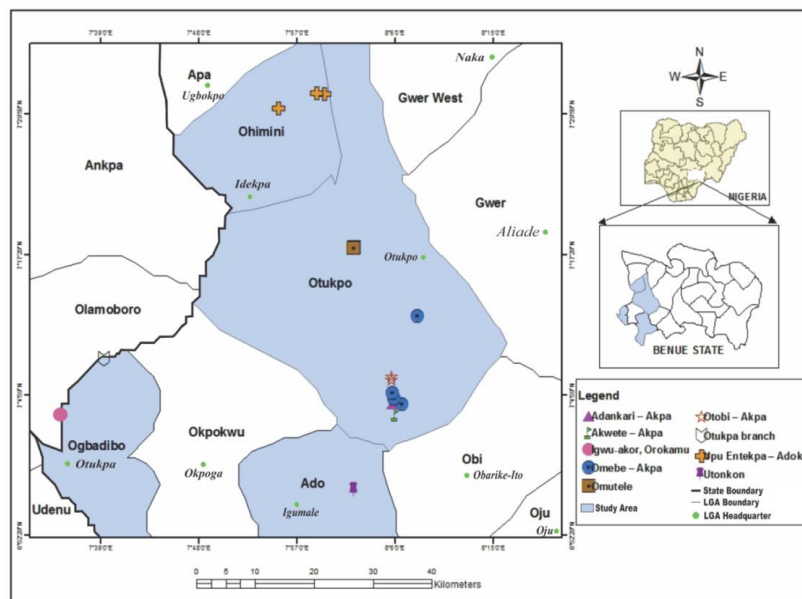 7°39'0"E 7°48'0"E 7°57'0"E 8°6'0"E 8°15'0"E
Naka
Apa
Ugbokpo
Gwer West
Ohimini
Ankpa
Idekpa
Gwer
Aliade
Otukpo
Otukpo
Olamoboro
Ogbadibo
Otukpa
Okpokwu
Okpoga
Obi
Obarike-Ito
Ado
Igumale
Udenu
Oju
Oju
0 5 10 20 30 40
Kilometers
N
W E
S
NIGERIA
BENUE STATE
Legend
Adankari – Akpa
Akwete – Akpa
Igwu-akor, Orokamu
Omebe – Akpa
Omutele
Study Area
Otobi – Akpa
Otukpa branch
Upu Entekpa – Adok
Utonkon
State Boundary
LGA Boundary
LGA Headquarter